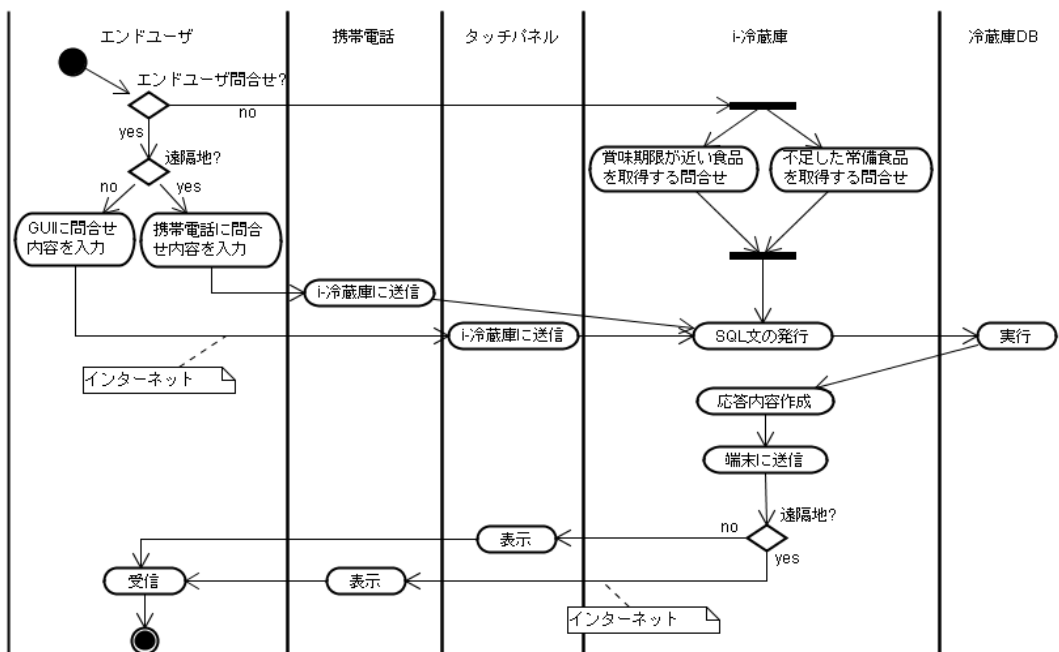 エンドユーザ
携帯電話
タッチパネル
i-冷蔵庫
冷蔵庫DB
エンドユーザ問合せ?
no
yes
遠隔地?
no
yes
賞味期限が近い食品
を取得する問合せ
不足した常備食品
を取得する問合せ
GUIに問合せ
内容を入力
携帯電話に問合
せ内容を入力
i-冷蔵庫に送信
i-冷蔵庫に送信
SQL文の発行
実行
インターネット
応答内容作成
端末に送信
遠隔地?
no
yes
表示
表示
受信
インターネット